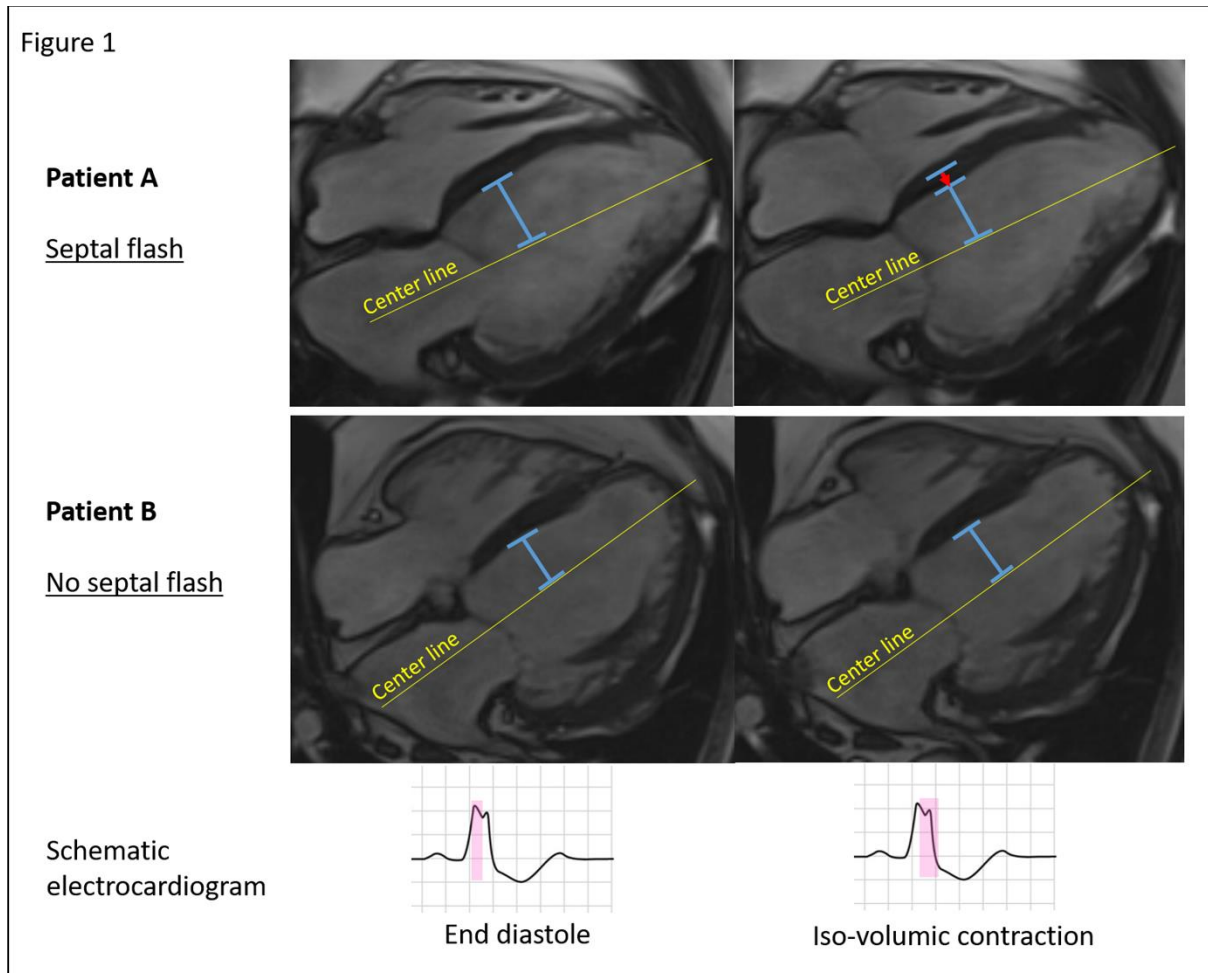 Figure 1
Patient A
Septal flash
Center line
Center line
Patient B
No septal flash
Center line
Center line
Schematic
electrocardiogram
End diastole
Iso-volumic contraction